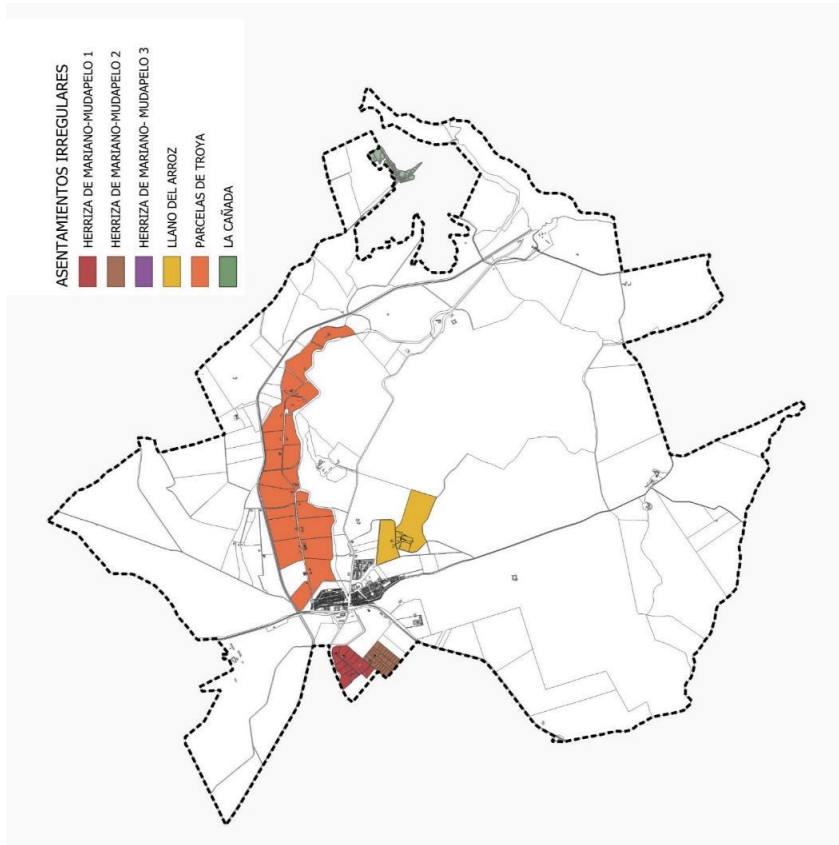 ASENTAMIENTOS IRREGULARES
HERRIZA DE MARIANO-MUDAPELO 1
HERRIZA DE MARIANO-MUDAPELO 2
HERRIZA DE MARIANO- MUDAPELO 3
LLANO DEL ARROZ
PARCELAS DE TROYA
LA CAÑADA